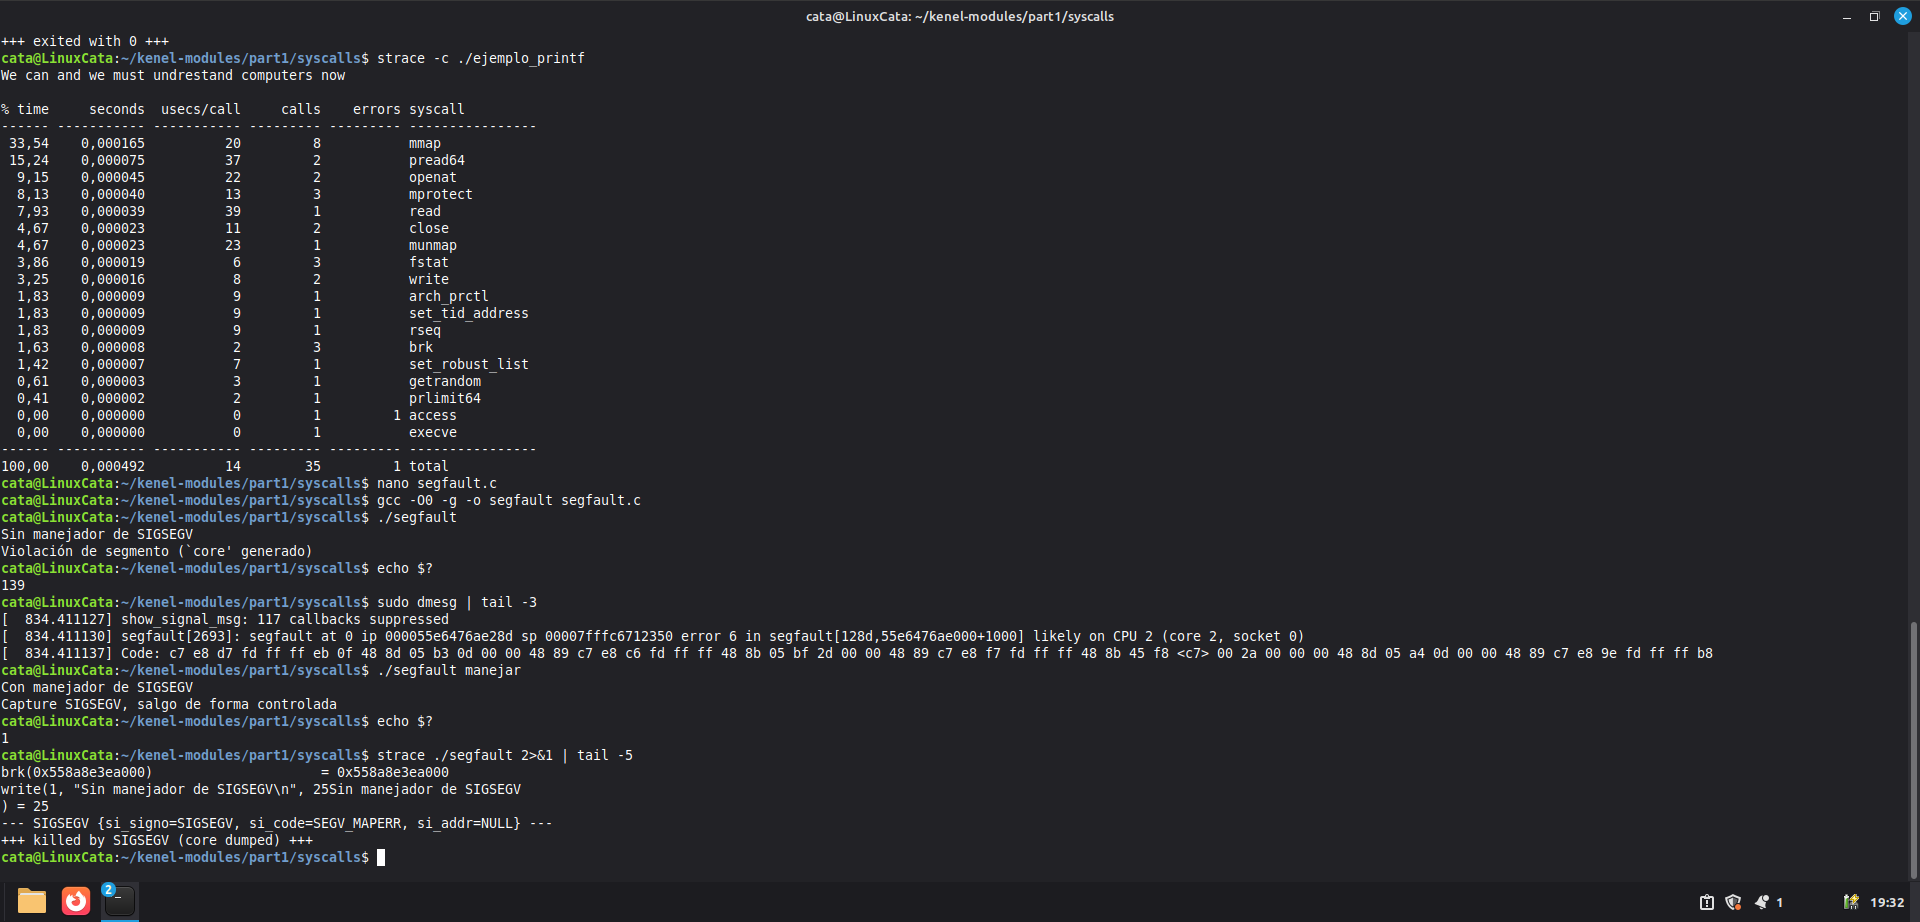 cata@LinuxCata: ~/kenel-modules/part1/syscalls
+++ exited with 0 +++
cata@LinuxCata:~/kenel-modules/part1/syscalls$ strace -c ./ejemplo_printf
We can and we must undrestand computers now
% time     seconds  usecs/call     calls    errors syscall
------ ----------- ----------- --------- --------- ----------------
 33,54    0,000165          20         8           mmap
 15,24    0,000075          37         2           pread64
  9,15    0,000045          22         2           openat
  8,13    0,000040          13         3           mprotect
  7,93    0,000039          39         1           read
  4,67    0,000023          11         2           close
  4,67    0,000023          23         1           munmap
  3,86    0,000019           6         3           fstat
  3,25    0,000016           8         2           write
  1,83    0,000009           9         1           arch_prctl
  1,83    0,000009           9         1           set_tid_address
  1,83    0,000009           9         1           rseq
  1,63    0,000008           2         3           brk
  1,42    0,000007           7         1           set_robust_list
  0,61    0,000003           3         1           getrandom
  0,41    0,000002           2         1           prlimit64
  0,00    0,000000           0         1         1 access
  0,00    0,000000           0         1           execve
------ ----------- ----------- --------- --------- ----------------
100,00    0,000492          14        35         1 total
cata@LinuxCata:~/kenel-modules/part1/syscalls$ nano segfault.c
cata@LinuxCata:~/kenel-modules/part1/syscalls$ gcc -O0 -g -o segfault segfault.c
cata@LinuxCata:~/kenel-modules/part1/syscalls$ ./segfault
Sin manejador de SIGSEGV
Violación de segmento (`core' generado)
cata@LinuxCata:~/kenel-modules/part1/syscalls$ echo $?
139
cata@LinuxCata:~/kenel-modules/part1/syscalls$ sudo dmesg | tail -3
[  834.411127] show_signal_msg: 117 callbacks suppressed
[  834.411130] segfault[2693]: segfault at 0 ip 000055e6476ae28d sp 00007fffc6712350 error 6 in segfault[128d,55e6476ae000+1000] likely on CPU 2 (core 2, socket 0)
[  834.411137] Code: c7 e8 d7 fd ff ff eb 0f 48 8d 05 b3 0d 00 00 48 89 c7 e8 c6 fd ff ff 48 8b 05 bf 2d 00 00 48 89 c7 e8 f7 fd ff ff 48 8b 45 f8 <c7> 00 2a 00 00 00 48 8d 05 a4 0d 00 00 48 89 c7 e8 9e fd ff ff b8
cata@LinuxCata:~/kenel-modules/part1/syscalls$ ./segfault manejar
Con manejador de SIGSEGV
Capture SIGSEGV, salgo de forma controlada
cata@LinuxCata:~/kenel-modules/part1/syscalls$ echo $?
1
cata@LinuxCata:~/kenel-modules/part1/syscalls$ strace ./segfault 2>&1 | tail -5
brk(0x558a8e3ea000)                     = 0x558a8e3ea000
write(1, "Sin manejador de SIGSEGV\n", 25Sin manejador de SIGSEGV
) = 25
--- SIGSEGV {si_signo=SIGSEGV, si_code=SEGV_MAPERR, si_addr=NULL} ---
+++ killed by SIGSEGV (core dumped) +++
cata@LinuxCata:~/kenel-modules/part1/syscalls$
2
1
19:32